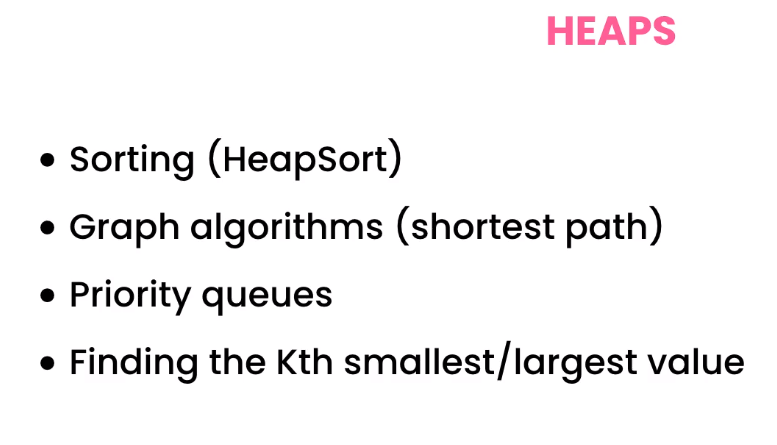 HEAPS
• Sorting (HeapSort)
• Graph algorithms (shortest path)
• Priority queues
• Finding the Kth smallest/largest value